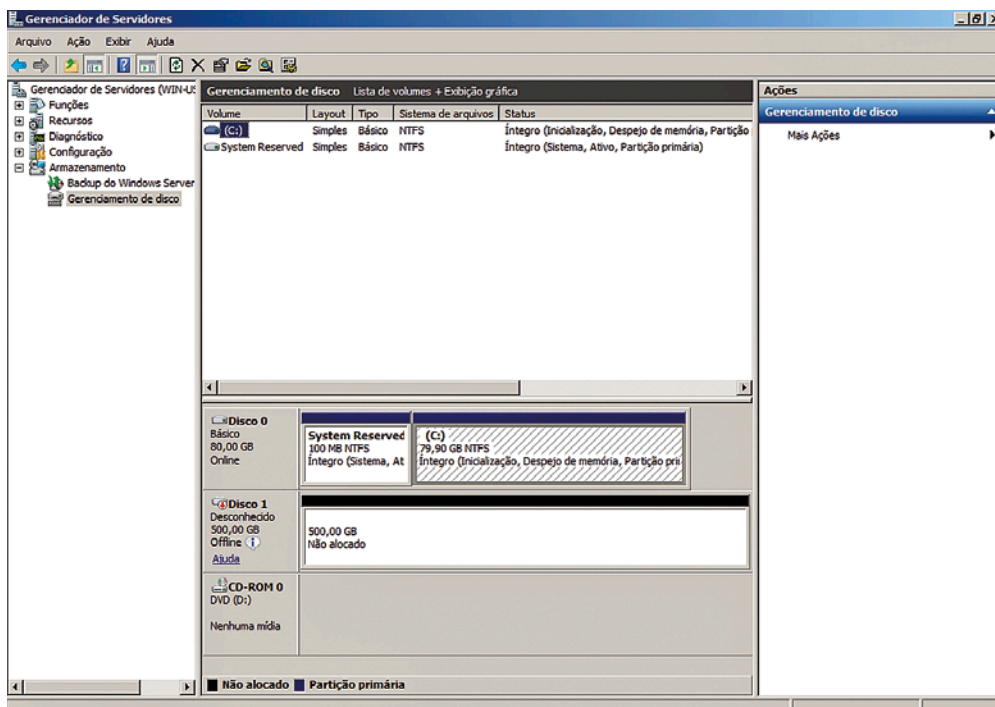 Gerenciador de Servidores
Arquivo Ação Exibir Ajuda
Gerenciador de Servidores (WIN-U
Funções
Recursos
Diagnóstico
Configuração
Armazenamento
Backup do Windows Server
Gerenciamento de disco
Gerenciamento de disco Lista de volumes + Exibição gráfica
Volume Layout Tipo Sistema de arquivos Status
(C:) Simples Básico NTFS Íntegro (Inicialização, Despejo de memória, Partição
System Reserved Simples Básico NTFS Íntegro (Sistema, Ativo, Partição primária)
Disco 0
Básico
80,00 GB
Online
System Reserved
100 MB NTFS
Íntegro (Sistema, At
(C:)
79,90 GB NTFS
Íntegro (Inicialização, Despejo de memória, Partição pri
Disco 1
Desconhecido
500,00 GB
Offline
Ajuda
500,00 GB
Não alocado
CD-ROM 0
DVD (D:)
Nenhuma mídia
Não alocado Partição primária
Ações
Gerenciamento de disco
Mais Ações